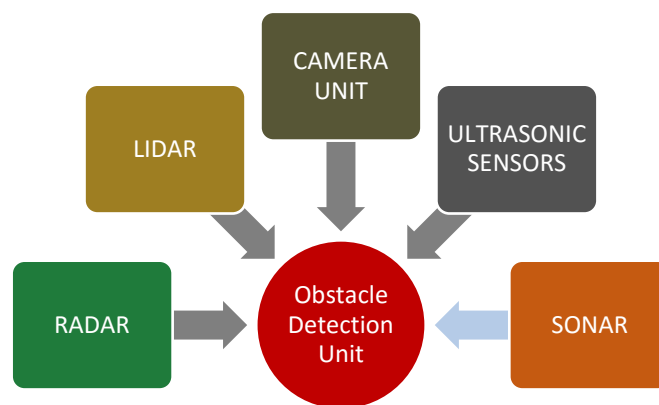 CAMERA
UNIT
LIDAR
ULTRASONIC
SENSORS
RADAR
Obstacle
Detection
Unit
SONAR